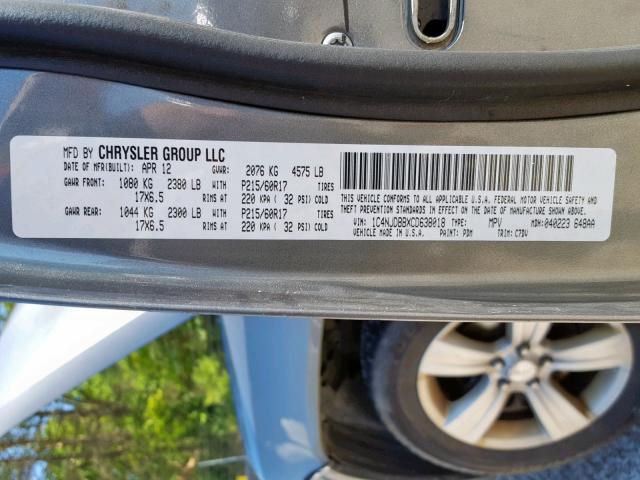 MFD BY CHRYSLER GROUP LLC
DATE OF MFR(BUILT): APR 12 GVWR: 2076 KG 4575 LB
GAWR FRONT: 1080 KG 2380 LB WITH P215/60R17 TIRES
17X6.5 RIMS AT 220 KPA ( 32 PSI) COLD
GAWR REAR: 1044 KG 2300 LB WITH P215/60R17 TIRES
17X6.5 RIMS AT 220 KPA ( 32 PSI) COLD
THIS VEHICLE CONFORMS TO ALL APPLICABLE U.S.A. FEDERAL MOTOR VEHICLE SAFETY, BUMPER, AND
THEFT PREVENTION STANDARDS IN EFFECT ON THE DATE OF MANUFACTURE SHOWN ABOVE.
VIN: 1C4NJDBBXCD638018 TYPE: MPV MDH: 040223 648AA
VEHICLE MADE IN U.S.A. PAINT: PDM TRIM: C7DV